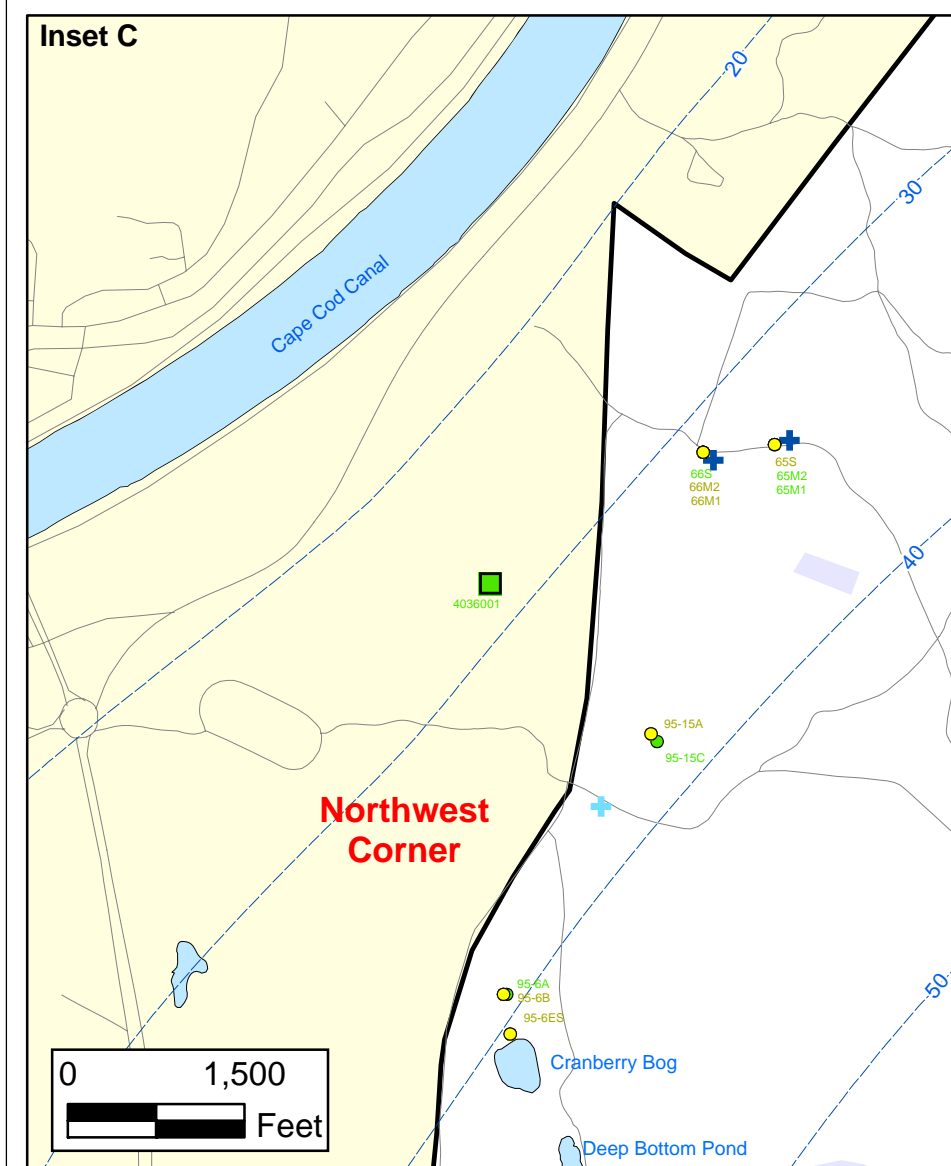 Inset C
20
30
Cape Cod Canal
65S
66S
65M2
66M2
65M1
66M1
40
4036001
95-15A
95-15C
Northwest
Corner
50
95-6A
95-6B
95-6ES
Cranberry Bog
0 1,500
Feet
Deep Bottom Pond